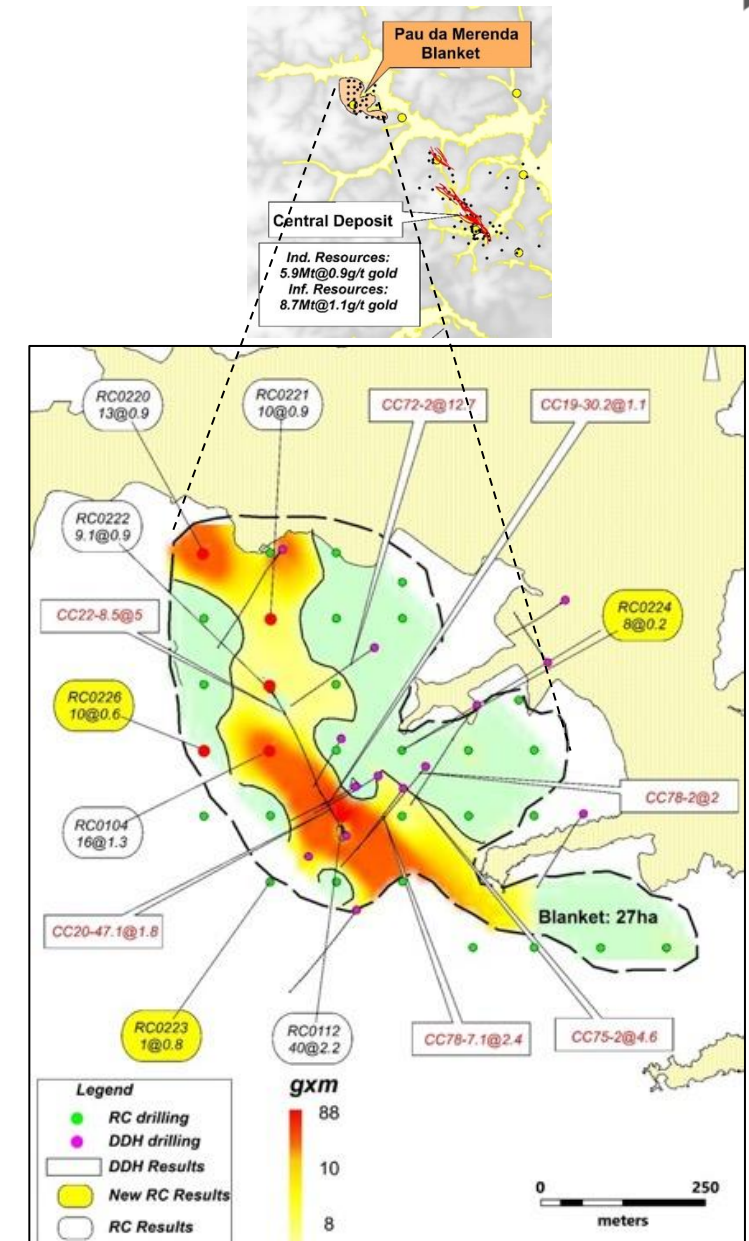 Pau da Merenda
Blanket
Central Deposit
Ind. Resources:
5.9Mt@0.9g/t gold
Inf. Resources:
8.7Mt@1.1g/t gold
RC0220
13@0.9
RC0221
10@0.9
CC72-2@12.7
CC19-30.2@1.1
RC0222
9.1@0.9
CC22-8.5@5
RC0224
8@0.2
RC0226
10@0.6
CC78-2@2
RC0104
16@1.3
Blanket: 27ha
CC20-47.1@1.8
RC0223
1@0.8
RC0112
40@2.2
CC78-7.1@2.4
CC75-2@4.6
Legend
RC drilling
DDH drilling
DDH Results
New RC Results
RC Results
gxm
88
10
8
0 250
meters